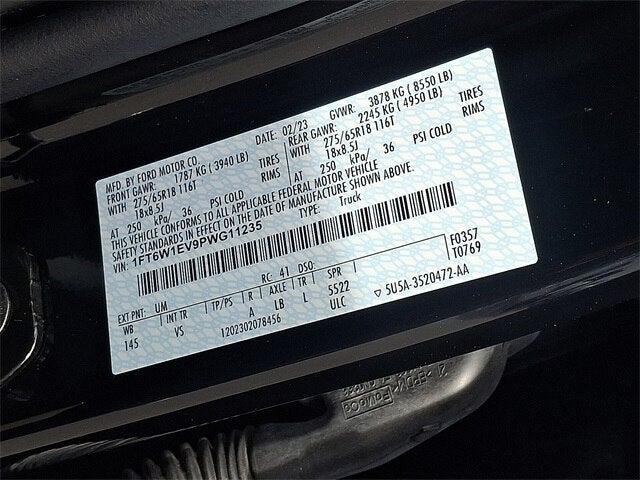 MFD. BY FORD MOTOR CO.
DATE: 02/23 GVWR: 3878 KG ( 8550 LB)
FRONT GAWR: 1787 KG ( 3940 LB) REAR GAWR: 2245 KG ( 4950 LB)
WITH 275/65R18 116T TIRES WITH 275/65R18 116T TIRES
18x8.5J RIMS 18x8.5J RIMS
AT 250 kPa/ 36 PSI COLD AT 250 kPa/ 36 PSI COLD
THIS VEHICLE CONFORMS TO ALL APPLICABLE FEDERAL MOTOR VEHICLE
SAFETY STANDARDS IN EFFECT ON THE DATE OF MANUFACTURE SHOWN ABOVE.
VIN: 1FT6W1EV9PWG11235 TYPE: Truck
F0357
T0769
EXT PNT: UM RC: 41 DSO:
WB INT TR TP/PS R AXLE TR SPR
145 VS A LB L 5522
1202302078456 ULC ▽ 5U5A-3520472-AA
FoMoCo